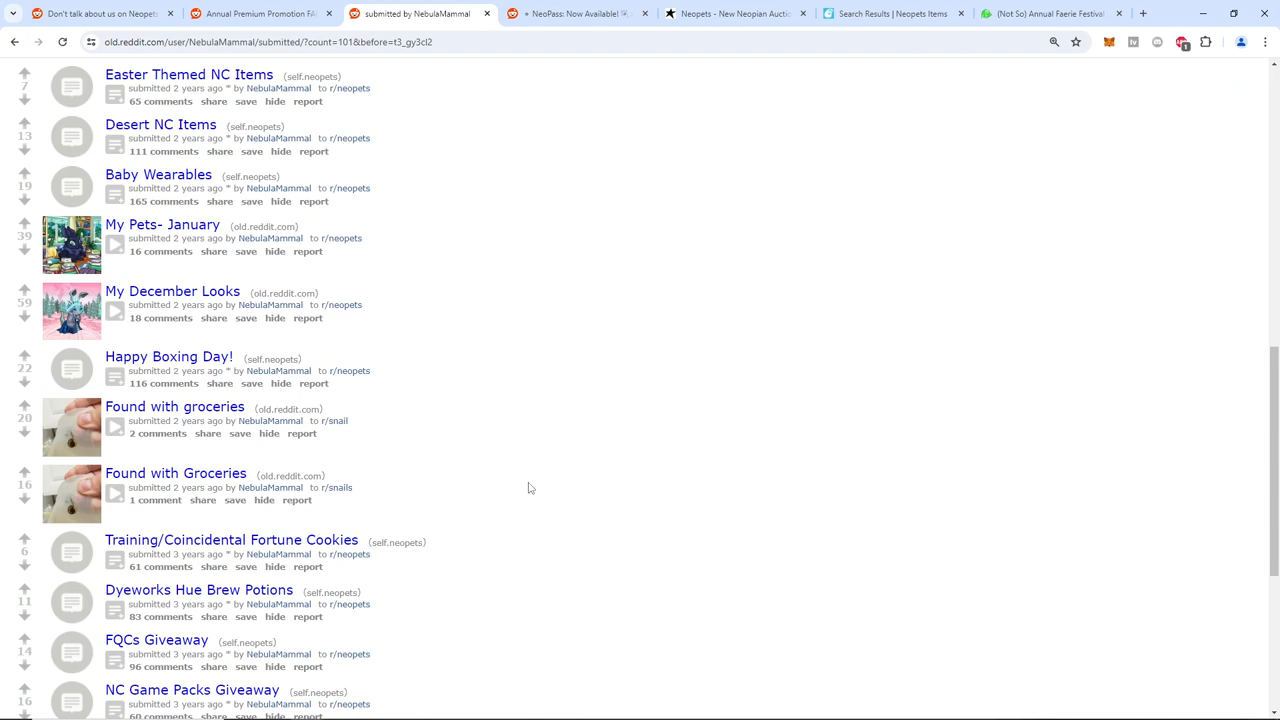 Don't talk about our Neopets
Annual Premium Promotion FA
submitted by NebulaMammal
NeoPass: Now Available!
Neopets - NeoNeopian Auction
Search Results | Neopets Items
(Not So) Annual Faerie Festival
old.reddit.com/user/NebulaMammal/submitted/?count=101&before=t3_gy3cl2
1
7
Easter Themed NC Items (self.neopets)
submitted 2 years ago * by NebulaMammal to r/neopets
65 comments share save hide report
13
Desert NC Items (self.neopets)
submitted 2 years ago * by NebulaMammal to r/neopets
111 comments share save hide report
19
Baby Wearables (self.neopets)
submitted 2 years ago * by NebulaMammal to r/neopets
165 comments share save hide report
39
My Pets- January (old.reddit.com)
submitted 2 years ago by NebulaMammal to r/neopets
16 comments share save hide report
59
My December Looks (old.reddit.com)
submitted 2 years ago by NebulaMammal to r/neopets
18 comments share save hide report
22
Happy Boxing Day! (self.neopets)
submitted 2 years ago * by NebulaMammal to r/neopets
116 comments share save hide report
20
Found with groceries (old.reddit.com)
submitted 2 years ago by NebulaMammal to r/snail
2 comments share save hide report
16
Found with Groceries (old.reddit.com)
submitted 2 years ago by NebulaMammal to r/snails
1 comment share save hide report
6
Training/Coincidental Fortune Cookies (self.neopets)
submitted 3 years ago * by NebulaMammal to r/neopets
61 comments share save hide report
11
Dyeworks Hue Brew Potions (self.neopets)
submitted 3 years ago * by NebulaMammal to r/neopets
83 comments share save hide report
14
FQCs Giveaway (self.neopets)
submitted 3 years ago * by NebulaMammal to r/neopets
96 comments share save hide report
16
NC Game Packs Giveaway (self.neopets)
submitted 3 years ago * by NebulaMammal to r/neopets
60 comments share save hide report